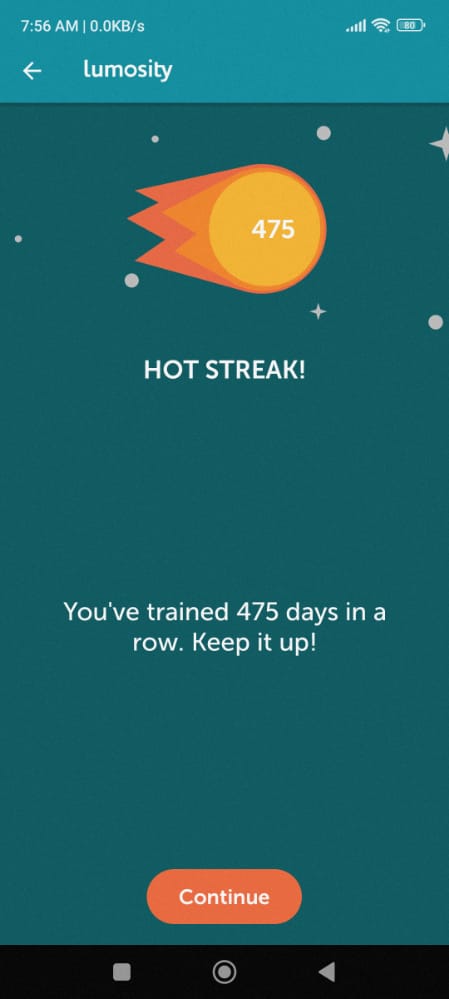 7:56 AM | 0.0KB/s
80
lumosity
475
HOT STREAK!
You've trained 475 days in a
row. Keep it up!
Continue